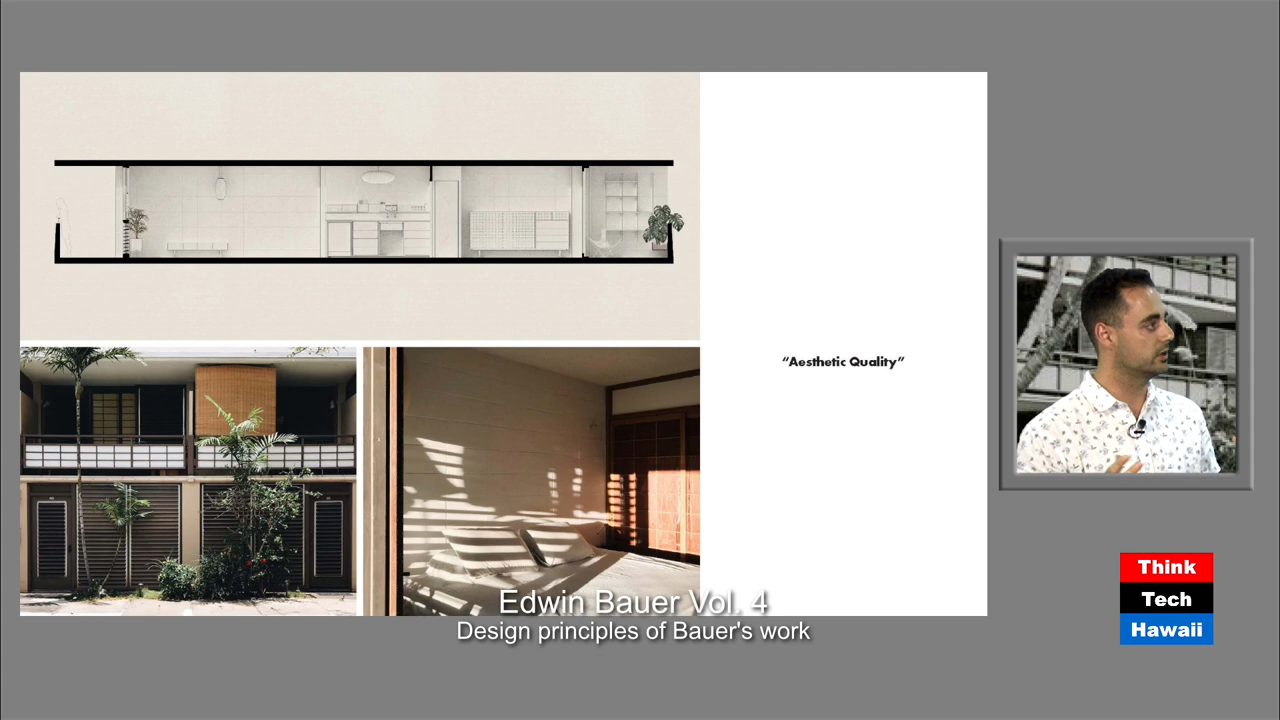 “Aesthetic Quality”
Edwin Bauer Vol. 4
Design principles of Bauer's work
Think
Tech
Hawaii